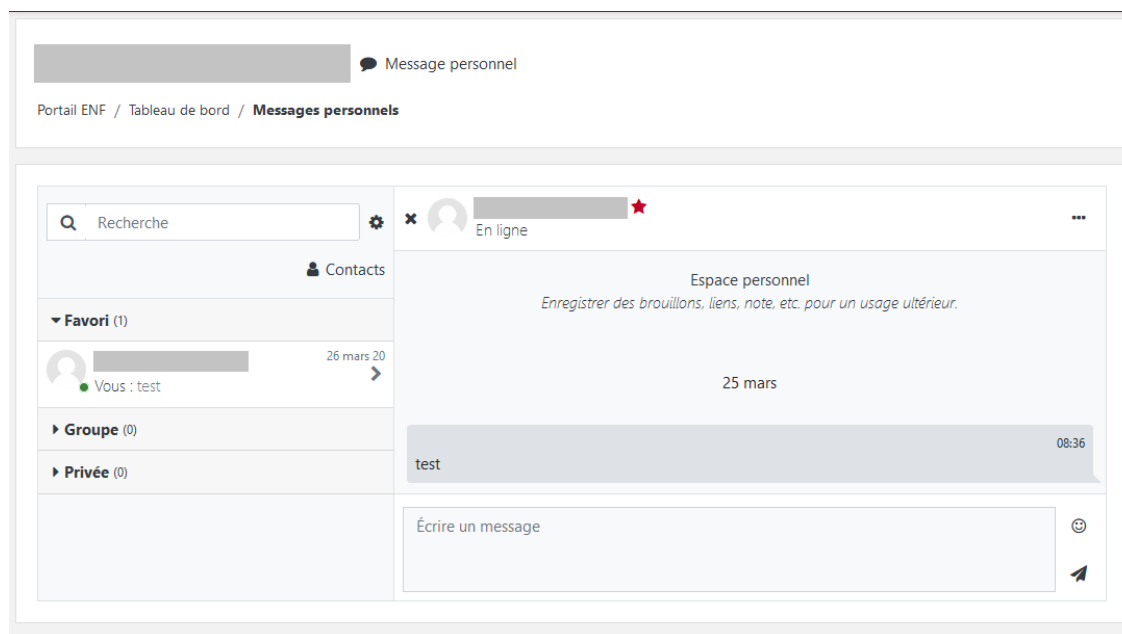 Message personnel
Portail ENF / Tableau de bord / Messages personnels
Recherche
Contacts
Favori (1)
26 mars 20
Vous : test
Groupe (0)
Privée (0)
En ligne
Espace personnel
Enregistrer des brouillons, liens, note, etc. pour un usage ultérieur.
25 mars
08:36
test
Écrire un message